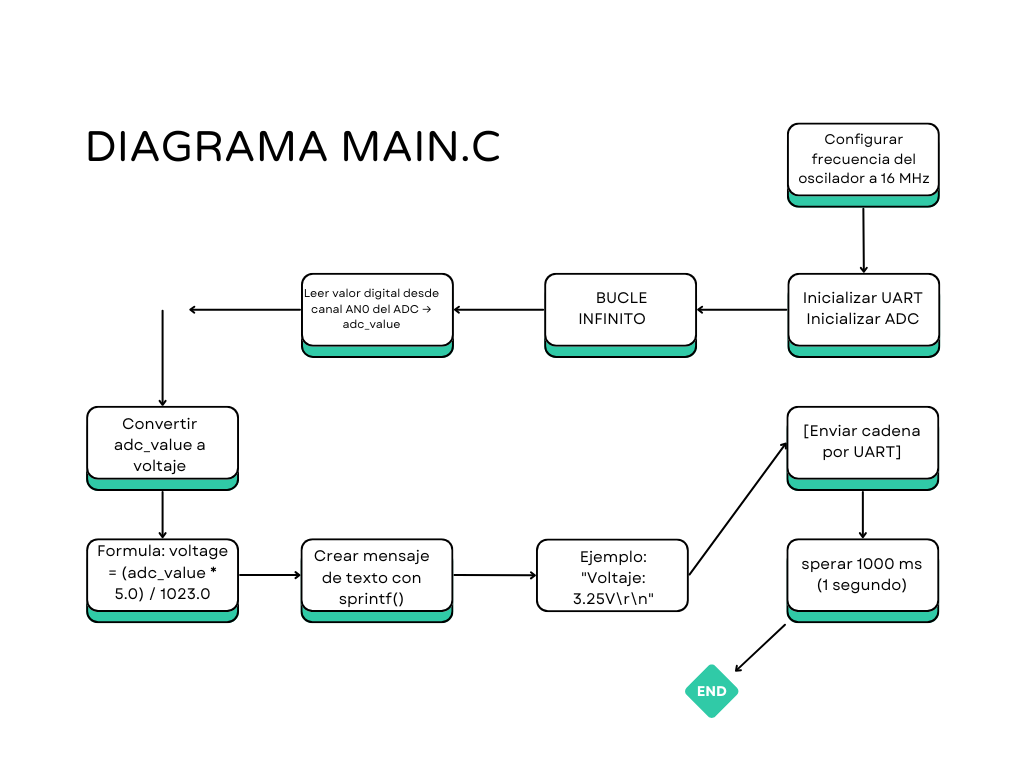 DIAGRAMA MAIN.C
Configurar
frecuencia del
oscilador a 16 MHz
Inicializar UART
Inicializar ADC
BUCLE
INFINITO
Leer valor digital desde
canal AN0 del ADC →
adc_value
Convertir
adc_value a
voltaje
Formula: voltage
= (adc_value *
5.0) / 1023.0
Crear mensaje
de texto con
sprintf()
Ejemplo:
"Voltaje:
3.25V\r\n"
[Enviar cadena
por UART]
sperar 1000 ms
(1 segundo)
END